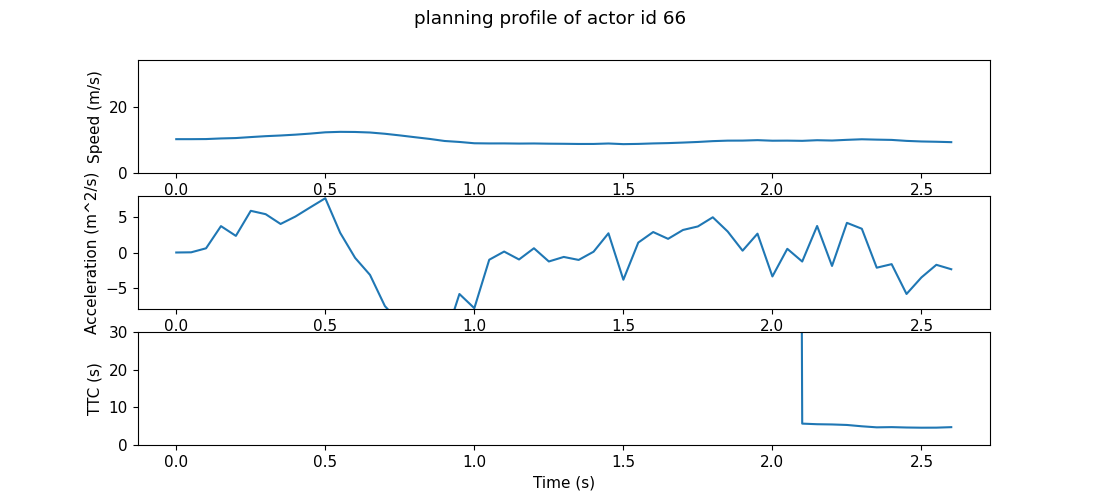 planning profile of actor id 66
Speed (m/s)
20
0
0.0 0.5 1.0 1.5 2.0 2.5
Acceleration (m^2/s)
5
0
−5
0.0 0.5 1.0 1.5 2.0 2.5
TTC (s)
30
20
10
0
0.0 0.5 1.0 1.5 2.0 2.5
Time (s)